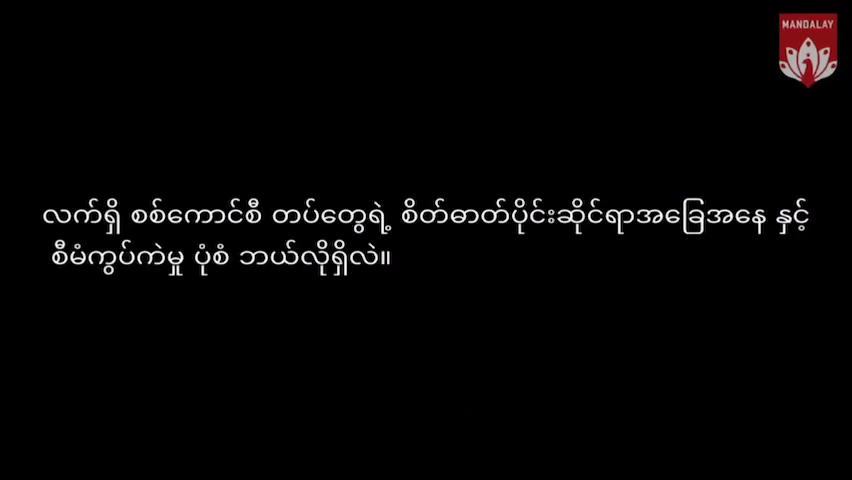 MANDALAY
လက်ရှိ စစ်ကောင်စီ တပ်တွေရဲ့ စိတ်ဓာတ်ပိုင်းဆိုင်ရာအခြေအနေ နှင့်
စီမံကွပ်ကဲမှု ပုံစံ ဘယ်လိုရှိလဲ။